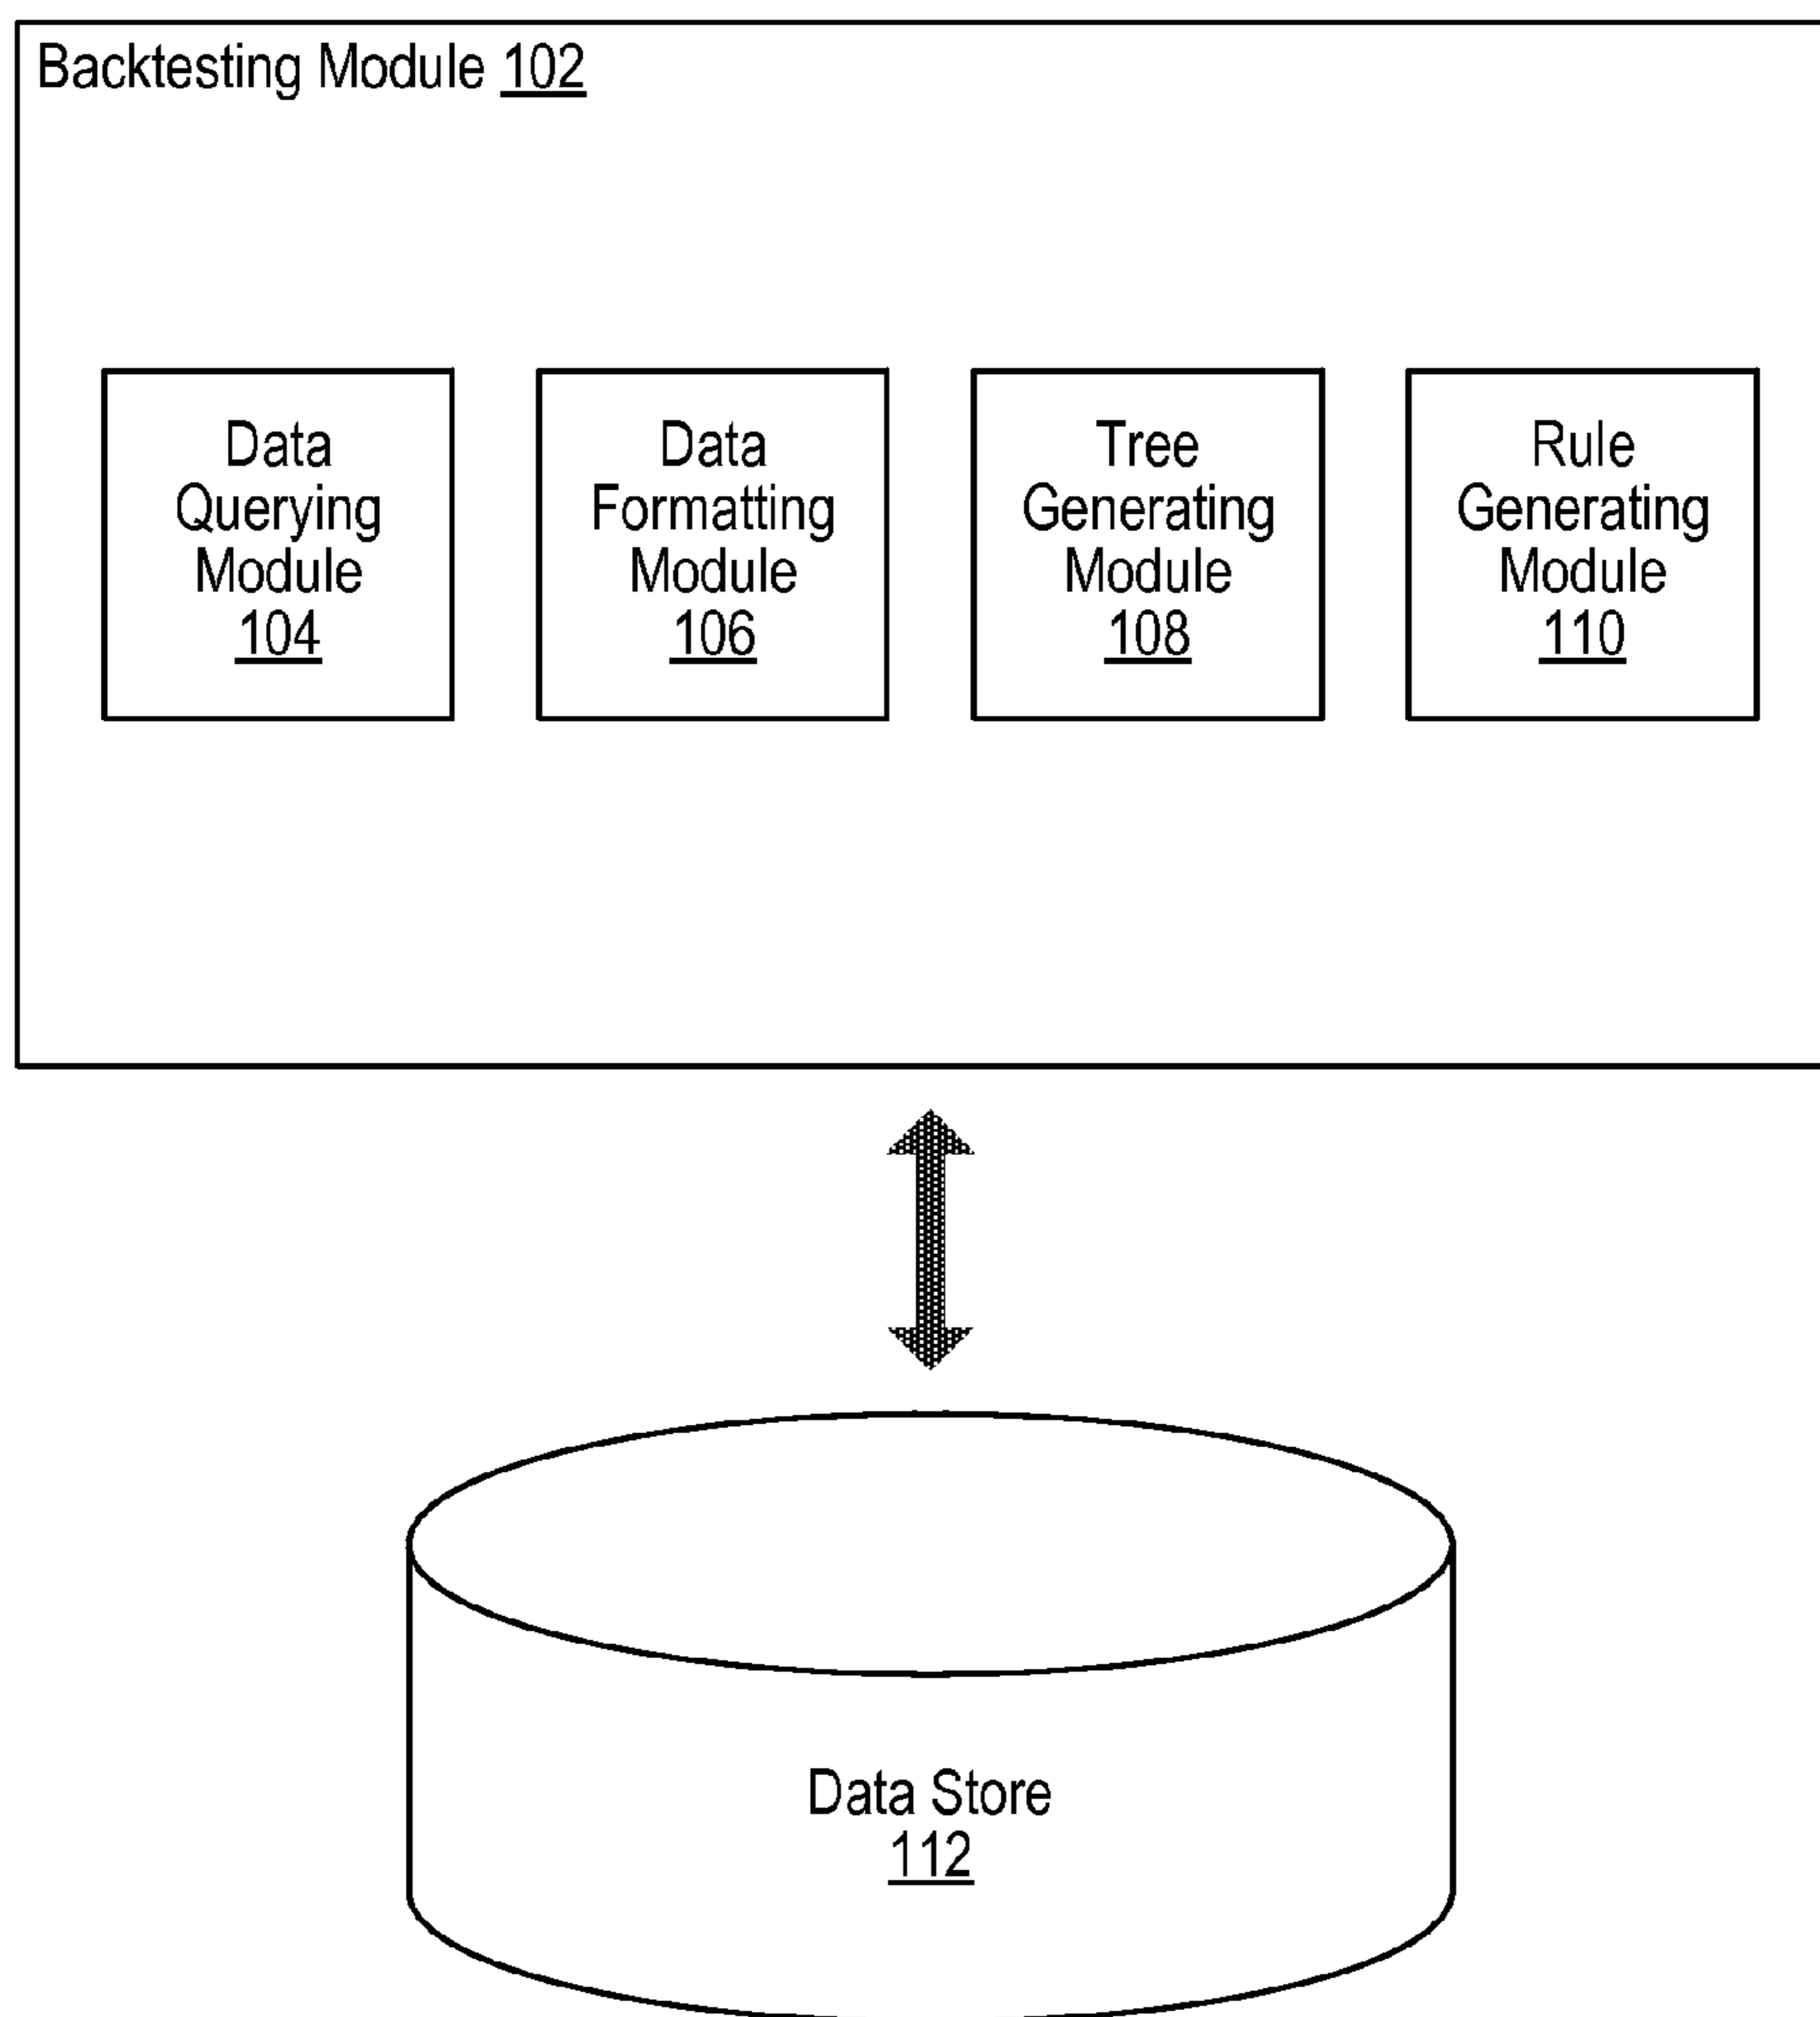 Backtesting Module 102
Data
Querying
Module
104
Data
Formatting
Module
106
Tree
Generating
Module
108
Rule
Generating
Module
110
Data Store
112